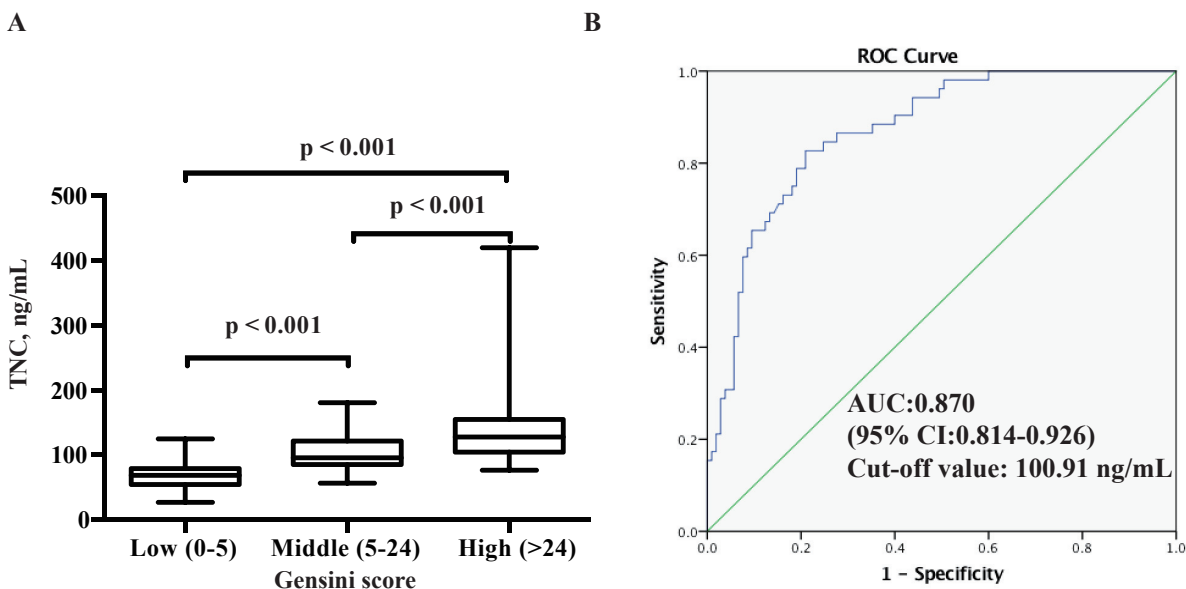 A
p < 0.001
p < 0.001
p < 0.001
500
400
300
200
100
0
TNC, ng/mL
Low (0-5) Middle (5-24) High (>24)
Gensini score
B
ROC Curve
1.0
0.8
0.6
0.4
0.2
0.0
Sensitivity
AUC:0.870
(95% CI:0.814-0.926)
Cut-off value: 100.91 ng/mL
0.0 0.2 0.4 0.6 0.8 1.0
1 - Specificity